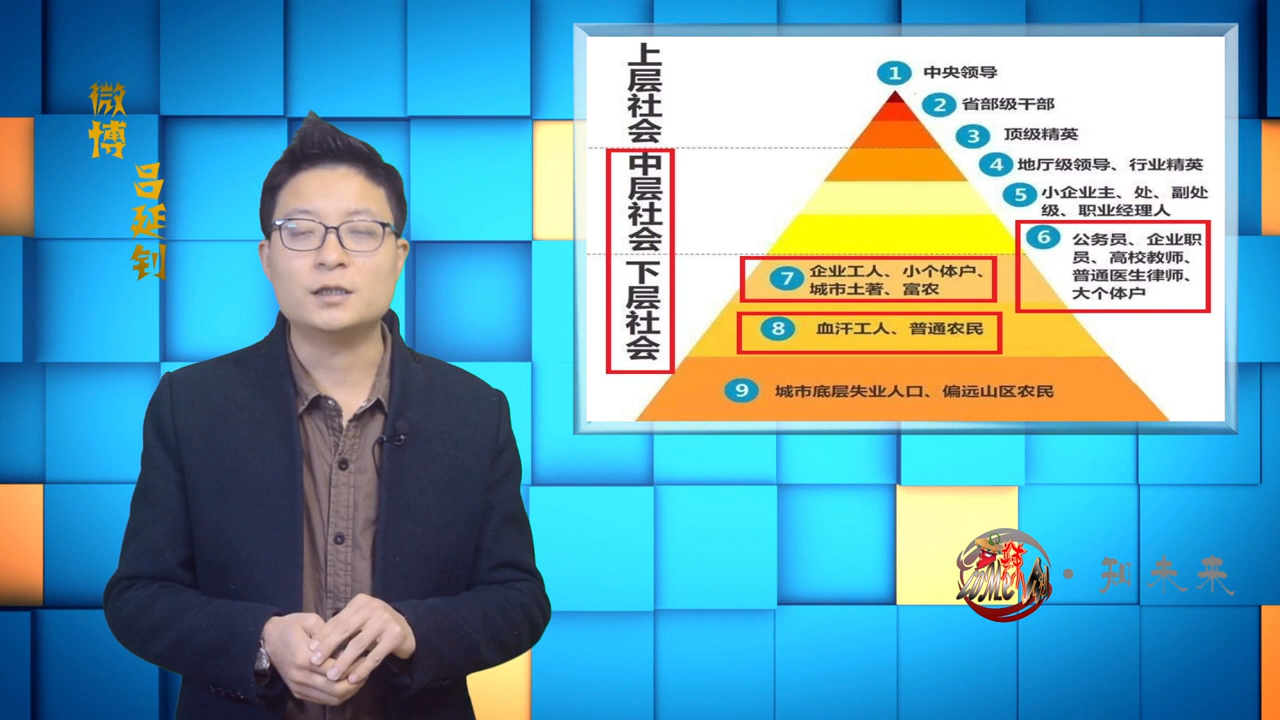 微博
吕延钊
上层社会
中层社会
下层社会
1 中央领导
2 省部级干部
3 顶级精英
4 地厅级领导、行业精英
5 小企业主、处、副处
级、职业经理人
6 公务员、企业职
员、高校教师、
普通医生律师、
大个体户
7 企业工人、小个体户、
城市土著、富农
8 血汗工人、普通农民
9 城市底层失业人口、偏远山区农民
·知未来